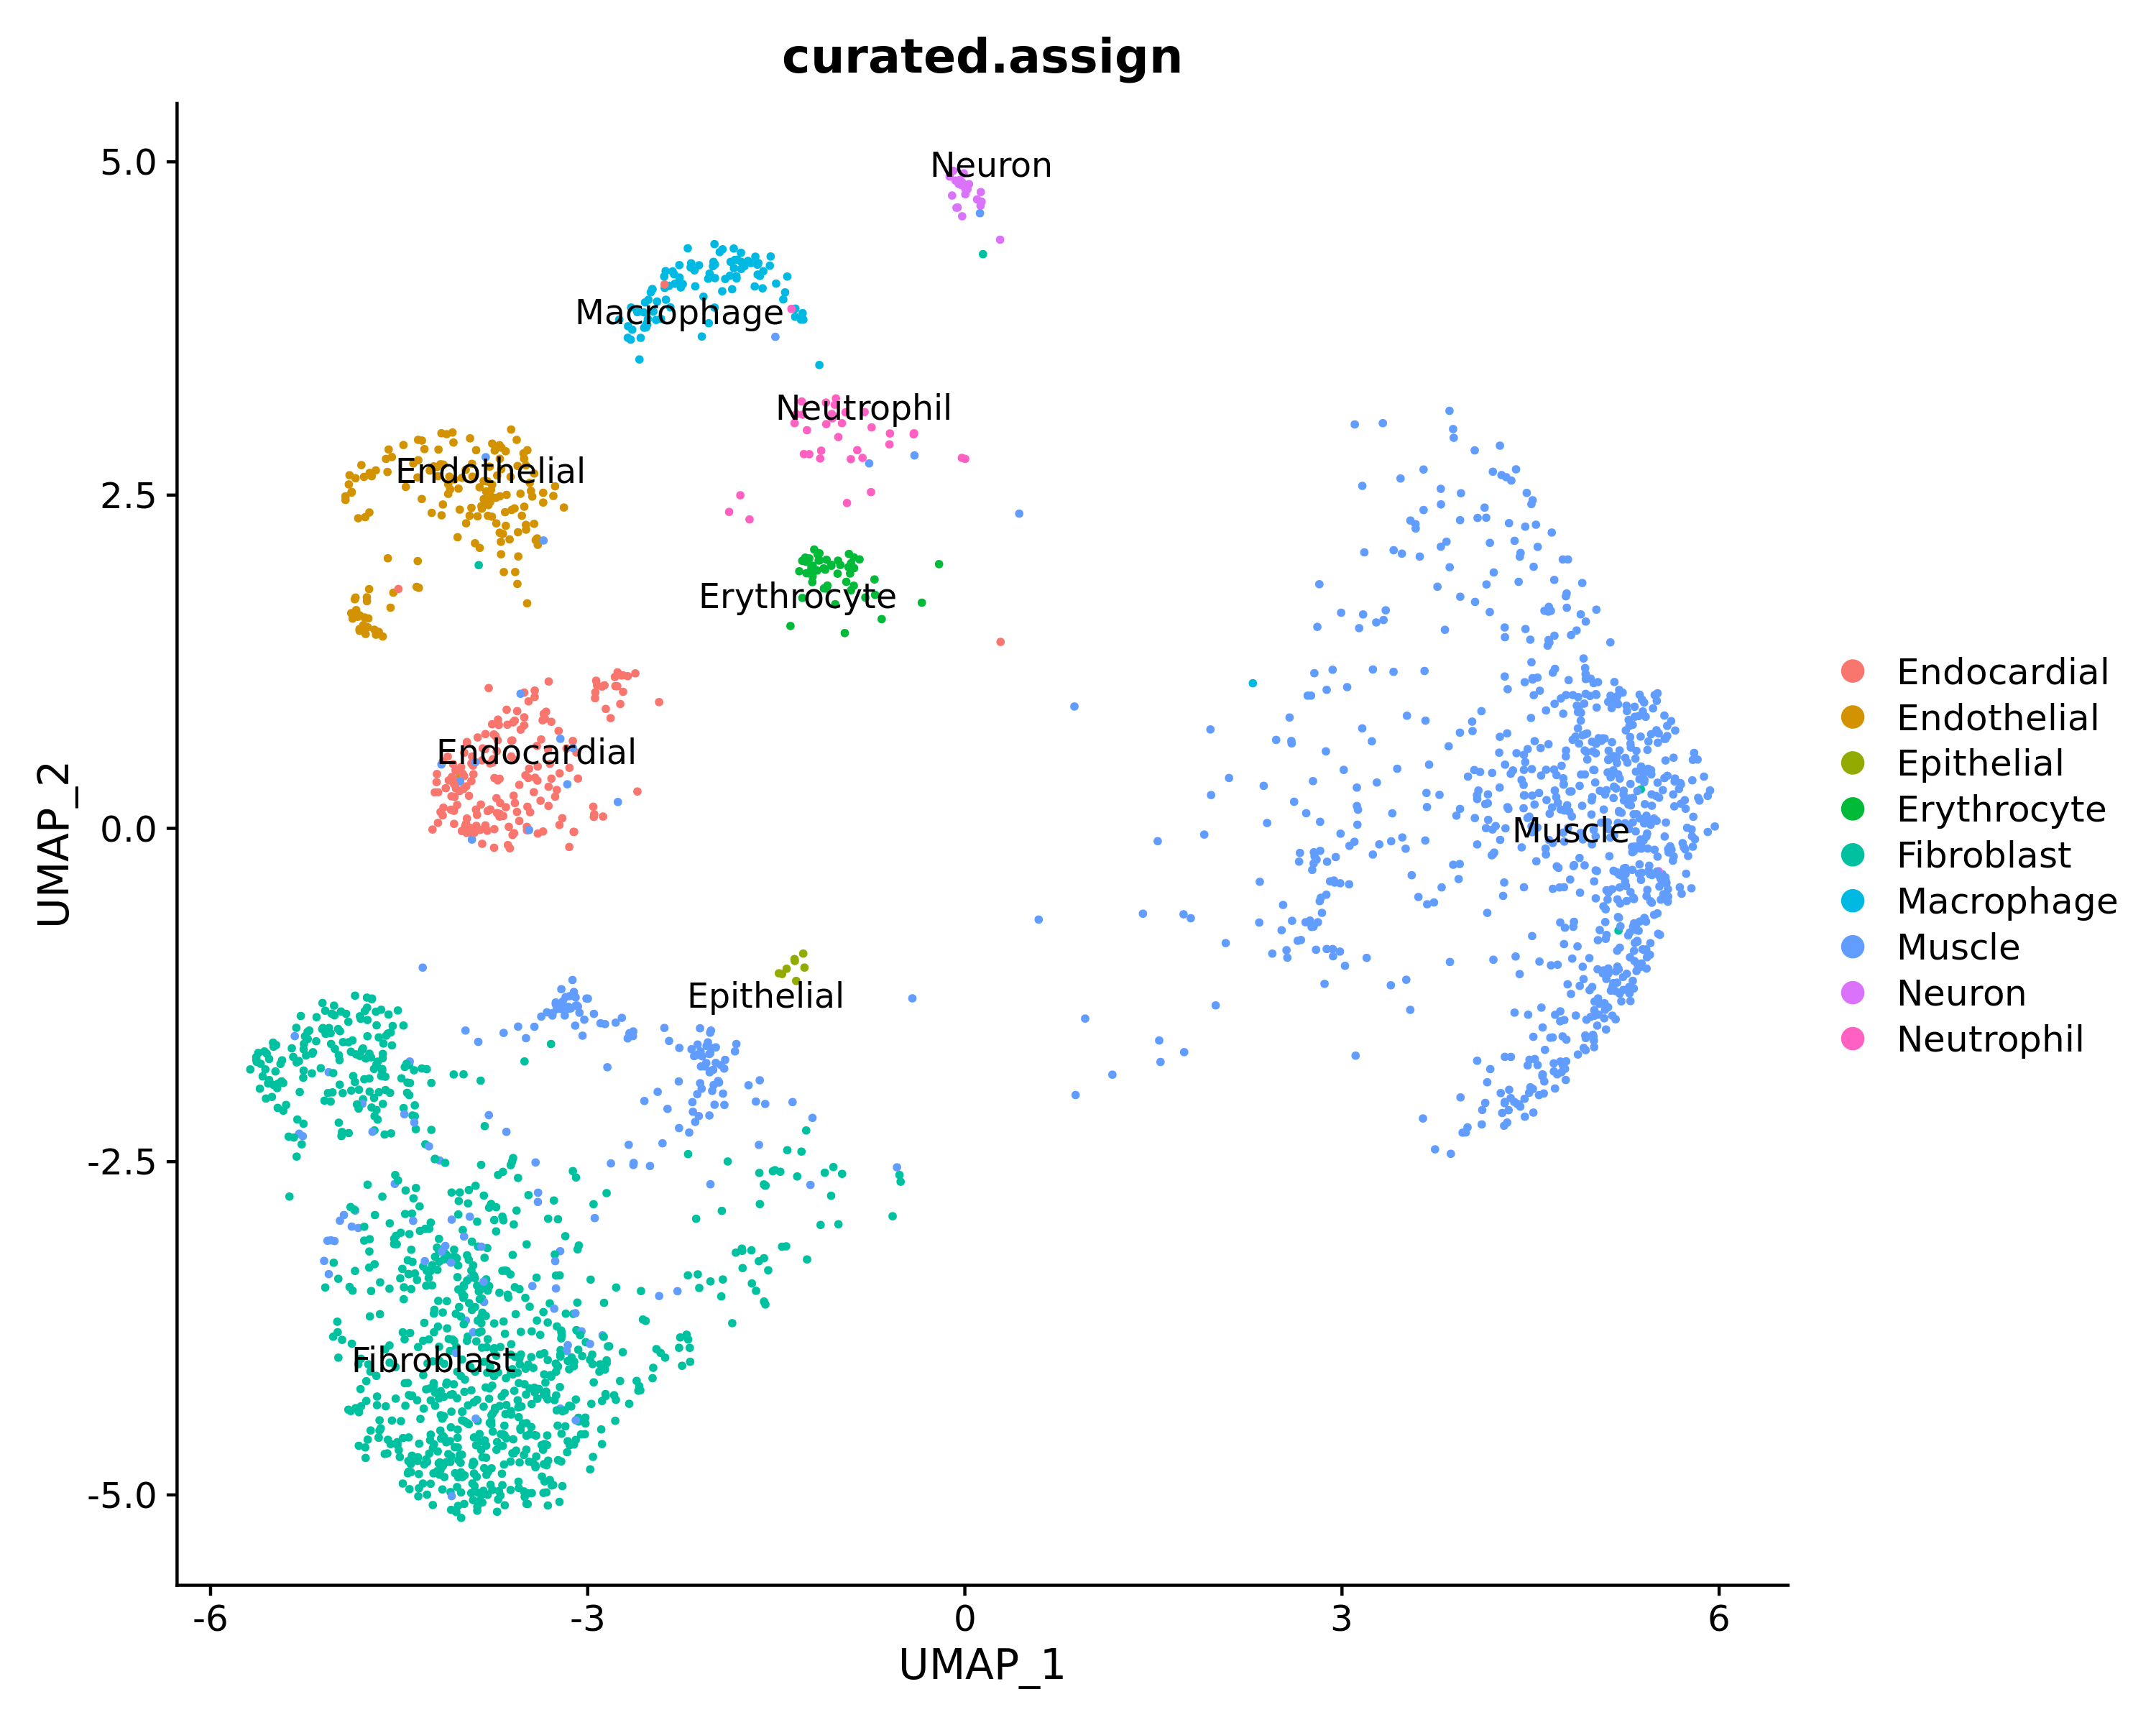 curated.assign
Neuron
Macrophage
Neutrophil
Endothelial
Erythrocyte
Endocardial
Muscle
Epithelial
Fibroblast
5.0
2.5
0.0
-2.5
-5.0
UMAP_2
-6 -3 0 3 6
UMAP_1
Endocardial
Endothelial
Epithelial
Erythrocyte
Fibroblast
Macrophage
Muscle
Neuron
Neutrophil